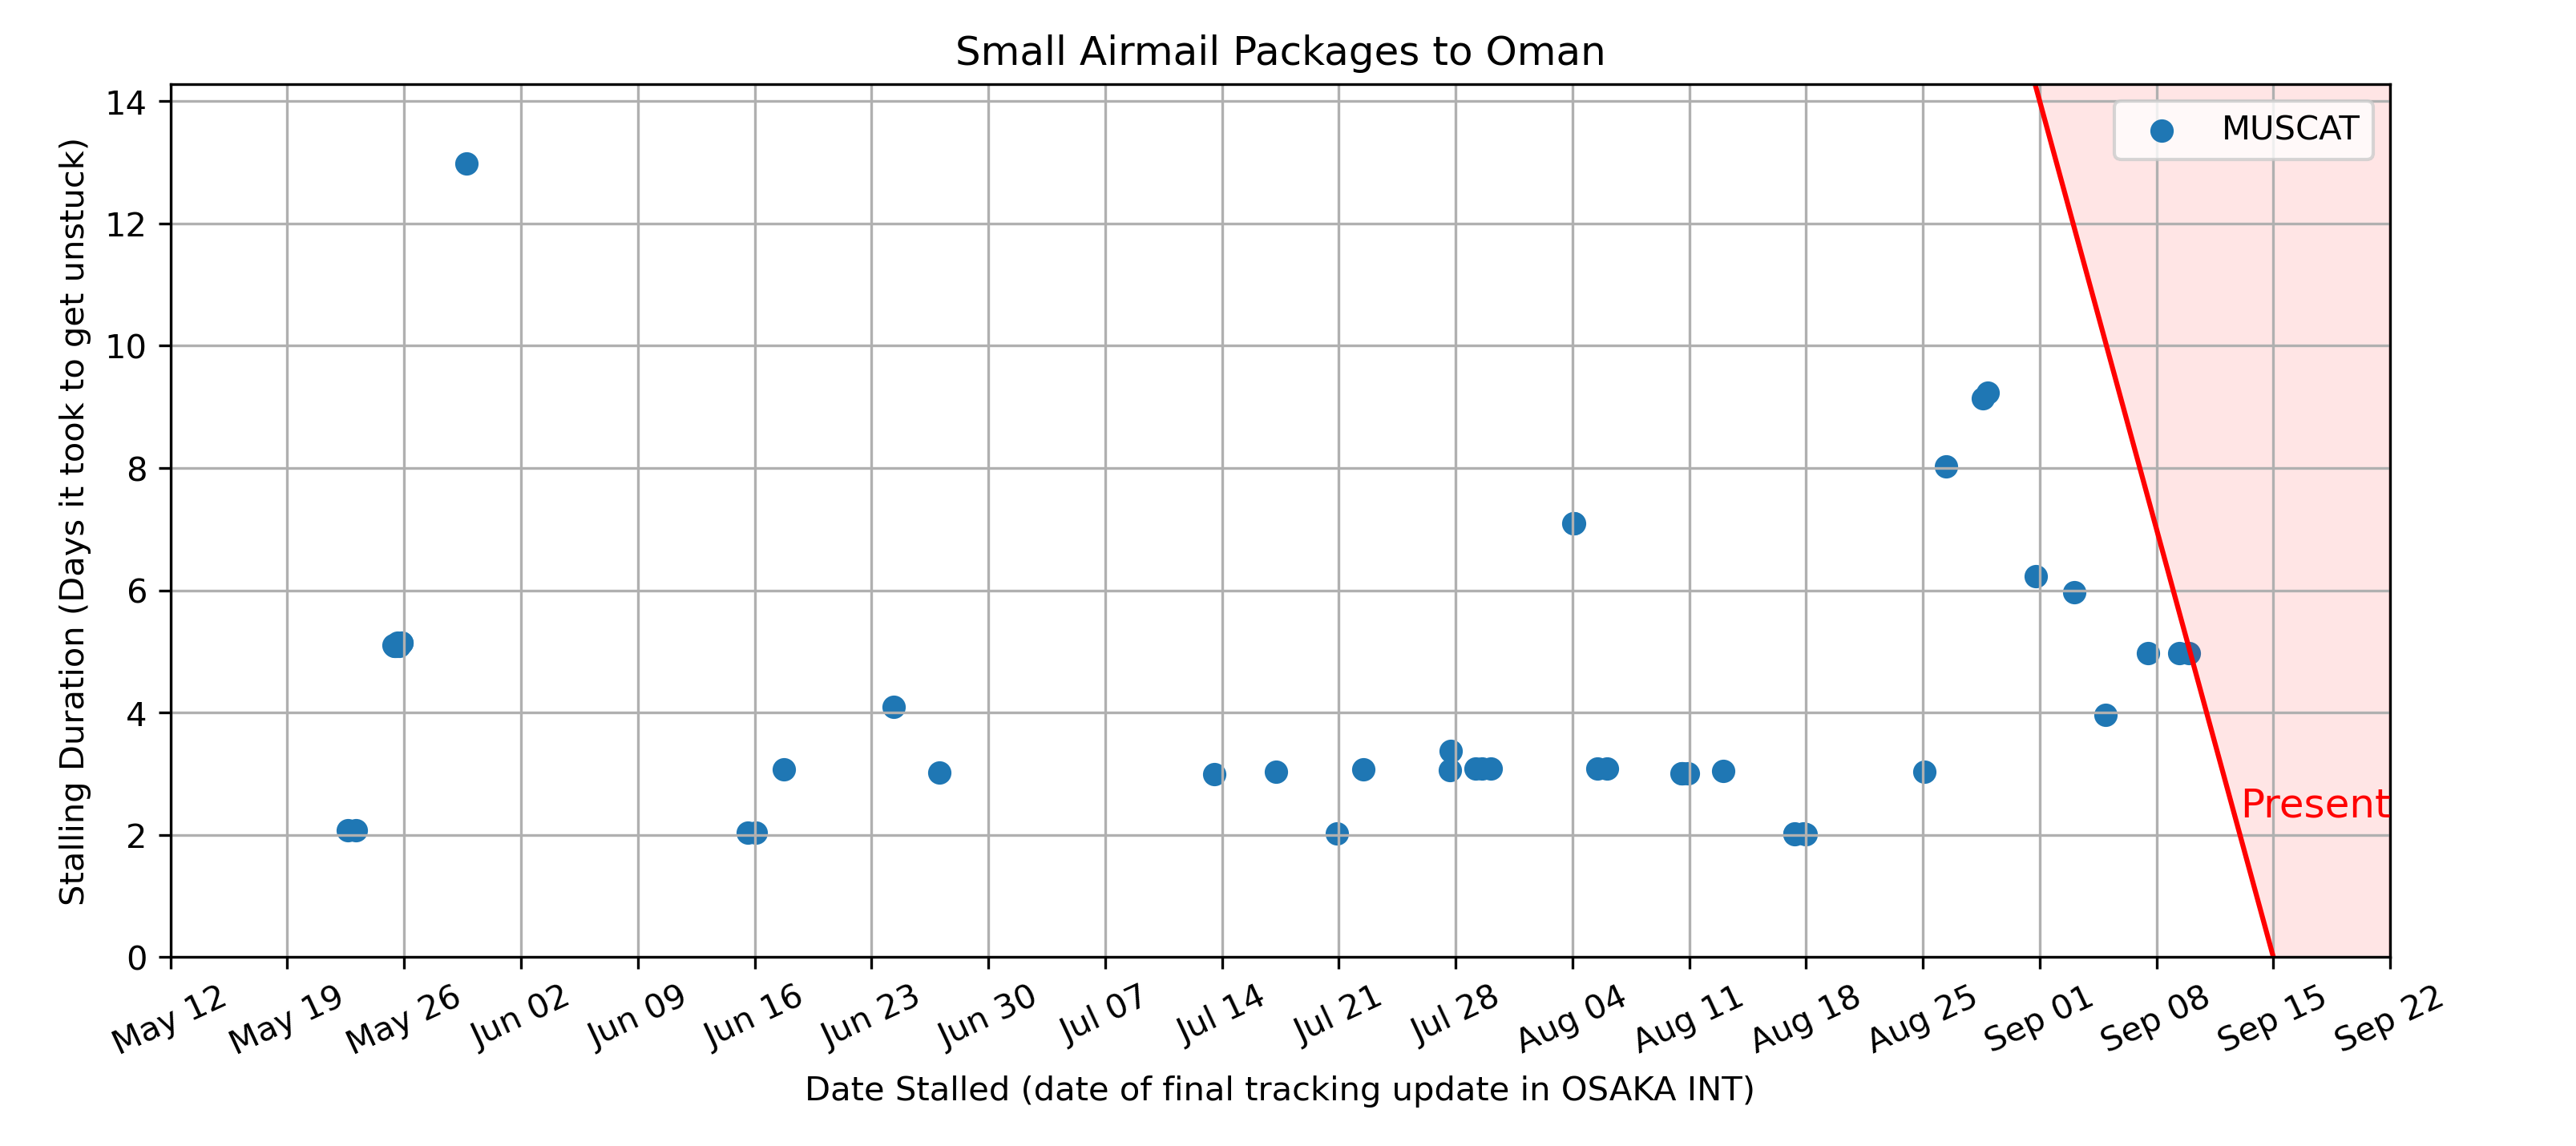 Small Airmail Packages to Oman
Stalling Duration (Days it took to get unstuck)
14
12
10
8
6
4
2
0
MUSCAT
Present
May 12
May 19
May 26
Jun 02
Jun 09
Jun 16
Jun 23
Jun 30
Jul 07
Jul 14
Jul 21
Jul 28
Aug 04
Aug 11
Aug 18
Aug 25
Sep 01
Sep 08
Sep 15
Sep 22
Date Stalled (date of final tracking update in OSAKA INT)